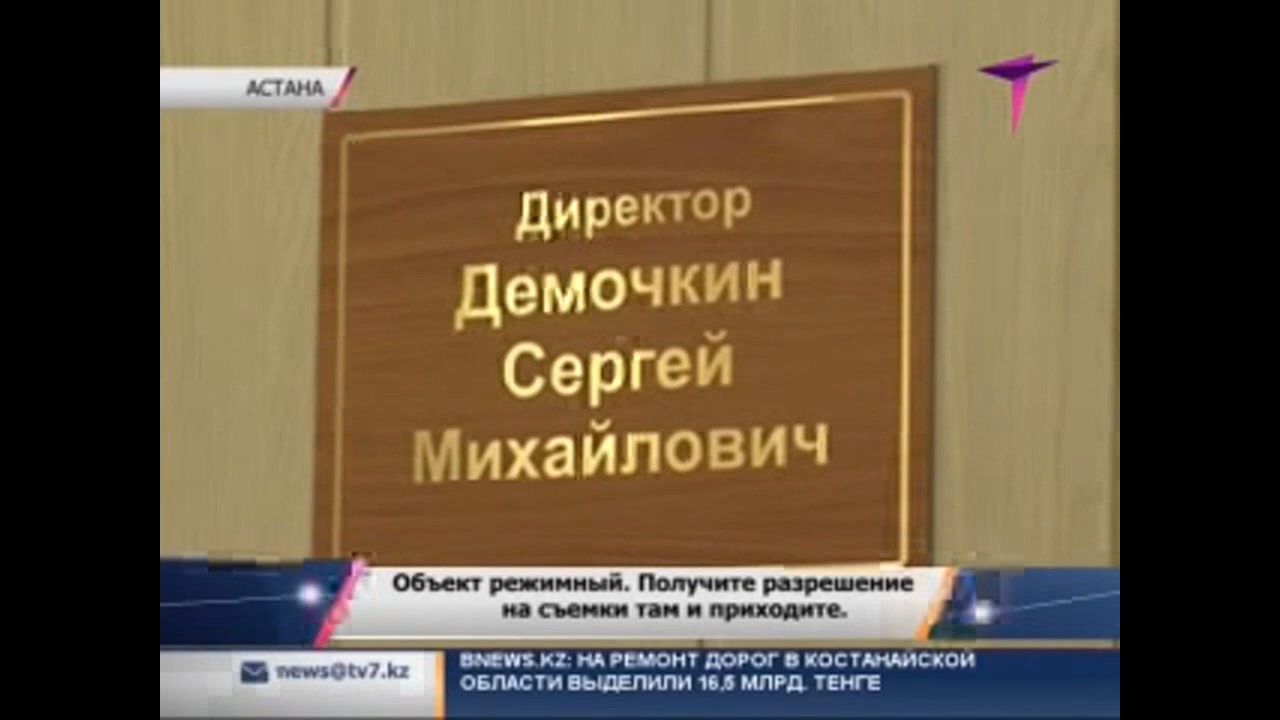 АСТАНА
Директор
Демочкин
Сергей
Михайлович
Объект режимный. Получите разрешение
на съемки там и приходите.
news@tv7.kz
BNEWS.KZ: НА РЕМОНТ ДОРОГ В КОСТАНАЙСКОЙ
ОБЛАСТИ ВЫДЕЛИЛИ 16,5 МЛРД. ТЕНГЕ